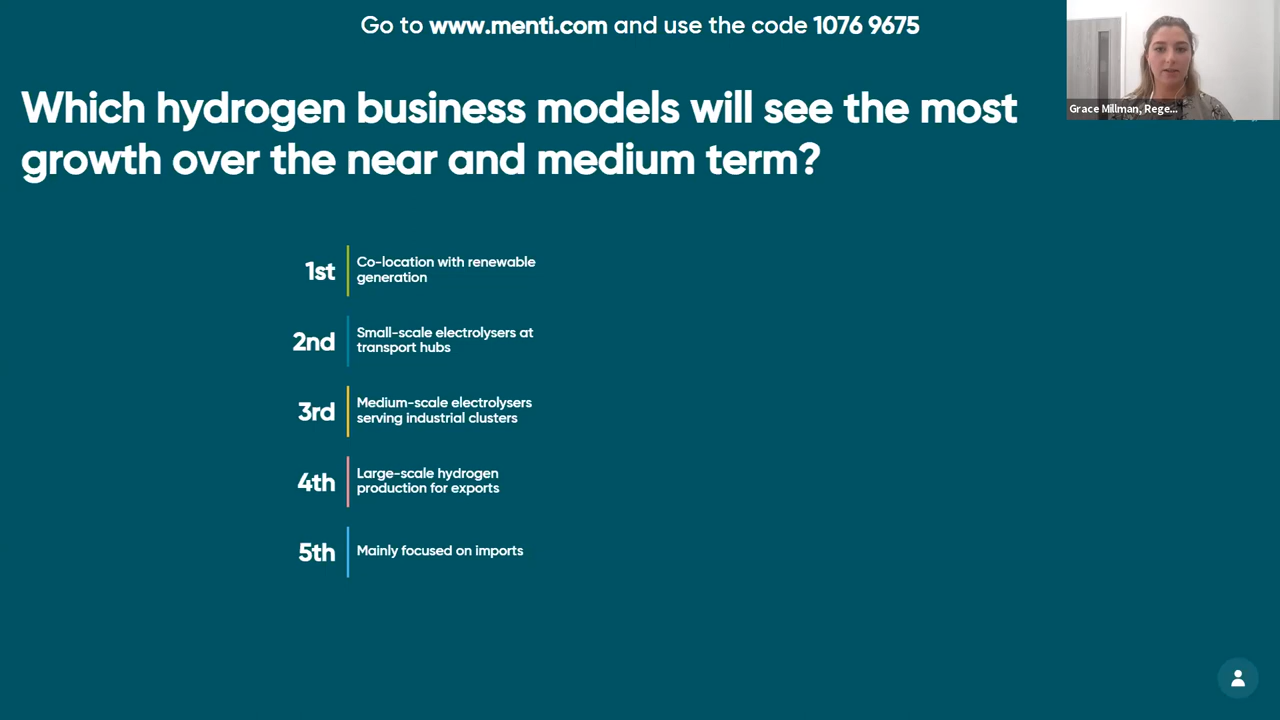 Go to www.menti.com and use the code 1076 9675
Grace Millman, Rege...
Which hydrogen business models will see the most
growth over the near and medium term?
1st
Co-location with renewable
generation
2nd
Small-scale electrolysers at
transport hubs
3rd
Medium-scale electrolysers
serving industrial clusters
4th
Large-scale hydrogen
production for exports
5th
Mainly focused on imports